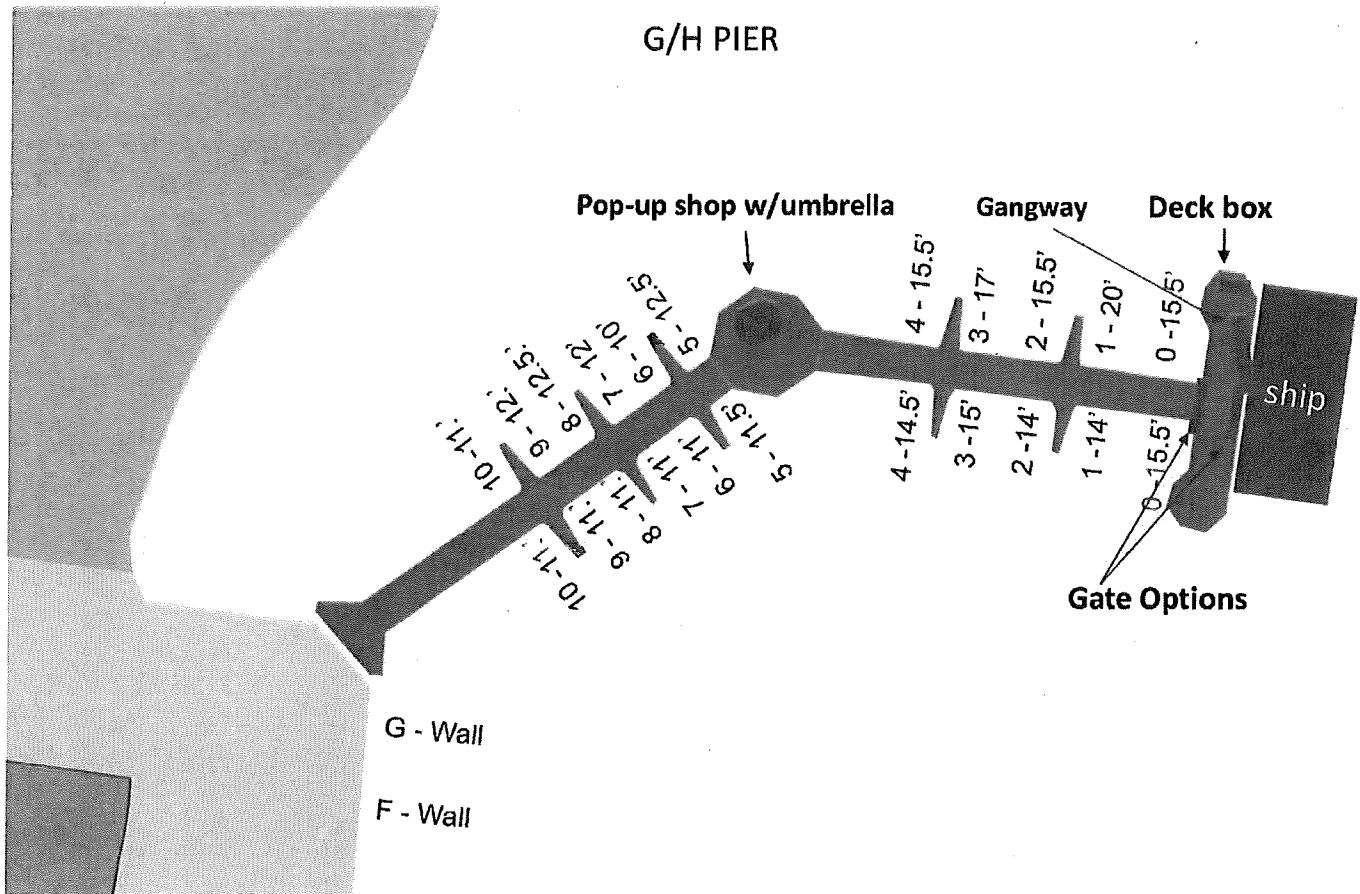 G/H PIER
Pop-up shop w/umbrella
Gangway
Deck box
10-11.'
9 - 12.'
8 - 12.5.'
7 - 12'
6 - 10'
5 - 12.5'
4 - 15.5'
3 - 17'
2 - 15.5'
1 - 20'
0 -15.5'
ship
10 -11.'
9 - 11.'
8 - 11.'
7 - 11'
6 - 11'
5 - 11.5'
4 -14.5'
3 -15'
2 -14'
1 -14'
0 -15.5'
Gate Options
G - Wall
F - Wall